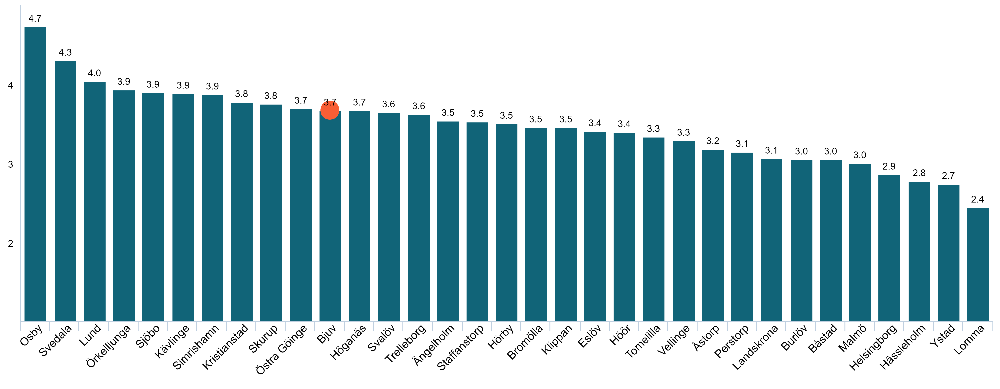 4.7
4.3
4.0
3.9
3.9
3.9
3.9
3.8
3.8
3.7
3.7
3.7
3.6
3.6
3.5
3.5
3.5
3.5
3.5
3.4
3.4
3.3
3.3
3.2
3.1
3.1
3.0
3.0
3.0
2.9
2.8
2.7
2.4
4
3
2
Osby
Svedala
Lund
Örkelljunga
Sjöbo
Kävlinge
Simrishamn
Kristianstad
Skurup
Östra Göinge
Bjuv
Höganäs
Svalöv
Trelleborg
Ängelholm
Staffanstorp
Hörby
Bromölla
Klippan
Eslöv
Höör
Tomelilla
Vellinge
Åstorp
Perstorp
Landskrona
Burlöv
Båstad
Malmö
Helsingborg
Hässleholm
Ystad
Lomma